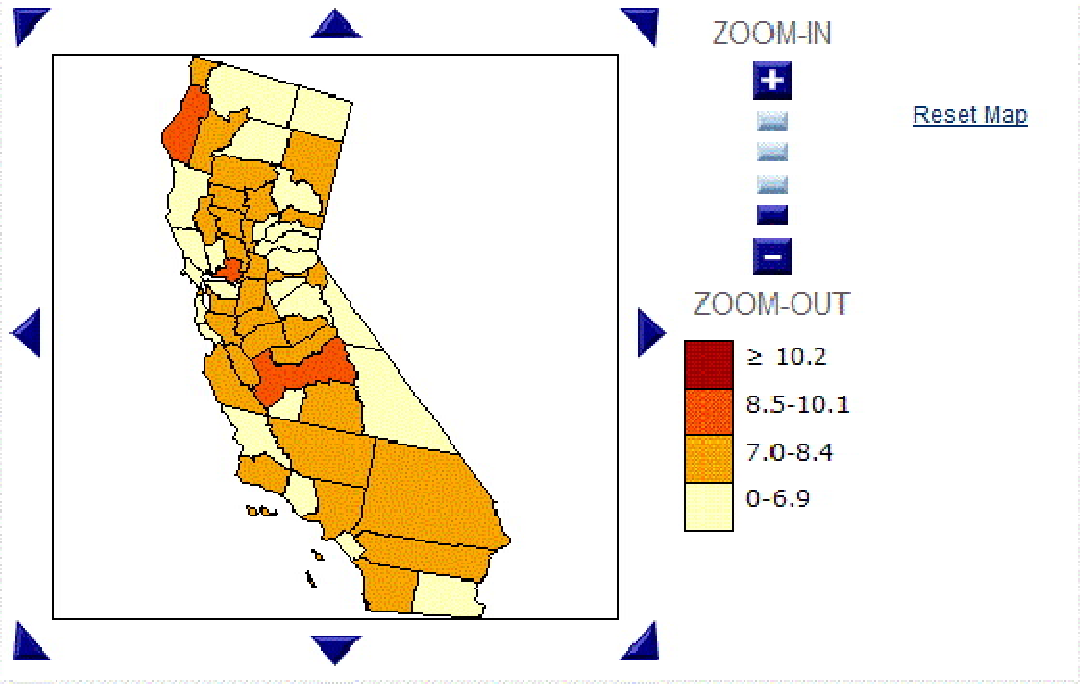 ZOOM-IN
+
Reset Map
-
ZOOM-OUT
≥ 10.2
8.5-10.1
7.0-8.4
0-6.9